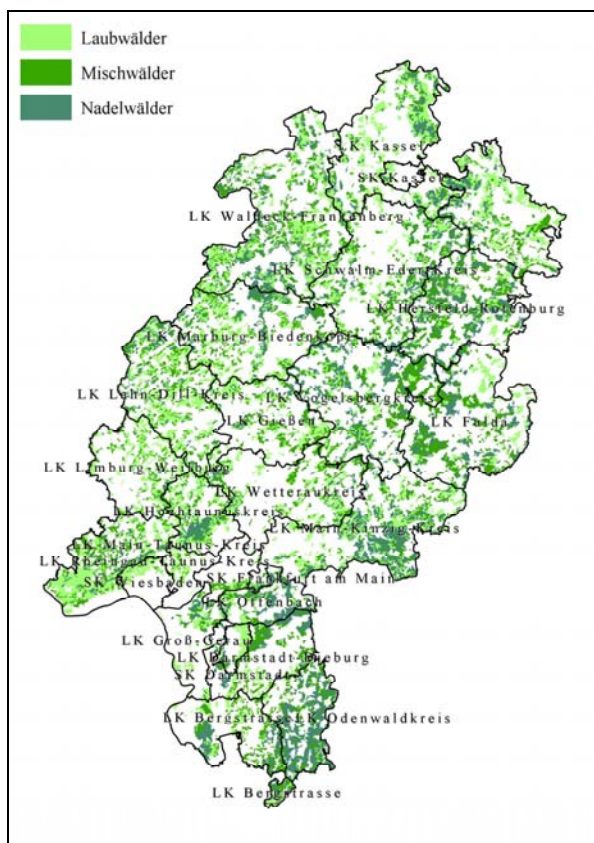 Laubwälder
Mischwälder
Nadelwälder
LK Kassel
SK Kassel
LK Waldeck-Frankenberg
LK Schwalm-Eder-Kreis
LK Hersfeld-Rotenburg
LK Marburg-Biedenkopf
LK Lahn-Dill-Kreis
LK Vogelsbergkreis
LK Gießen
LK Fulda
LK Limburg-Weilburg
LK Wetteraukreis
LK Hochtaunuskreis
LK Main-Kinzig-Kreis
LK Main-Taunus-Kreis
LK Rheingau-Taunus-Kreis
SK Wiesbaden
SK Frankfurt am Main
LK Offenbach
LK Groß-Gerau
LK Darmstadt-Dieburg
SK Darmstadt
LK Bergstrasse
LK Odenwaldkreis
LK Bergstrasse